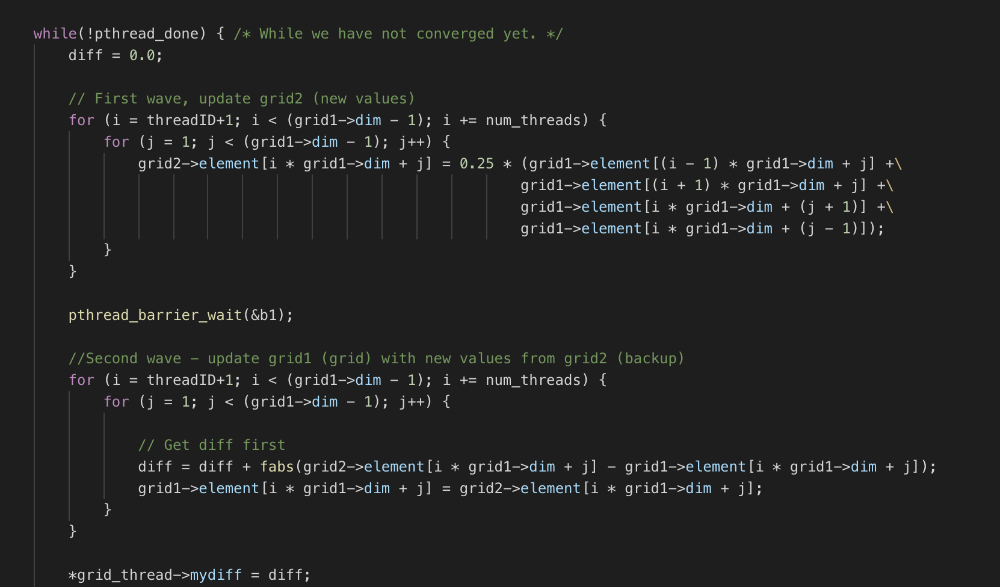 while(!pthread_done) { /* While we have not converged yet. */
diff = 0.0;
// First wave, update grid2 (new values)
for (i = threadID+1; i < (grid1->dim - 1); i += num_threads) {
for (j = 1; j < (grid1->dim - 1); j++) {
grid2->element[i * grid1->dim + j] = 0.25 * (grid1->element[(i - 1) * grid1->dim + j] +\
grid1->element[(i + 1) * grid1->dim + j] +\
grid1->element[i * grid1->dim + (j + 1)] +\
grid1->element[i * grid1->dim + (j - 1)]);
}
}
pthread_barrier_wait(&b1);
//Second wave - update grid1 (grid) with new values from grid2 (backup)
for (i = threadID+1; i < (grid1->dim - 1); i += num_threads) {
for (j = 1; j < (grid1->dim - 1); j++) {
// Get diff first
diff = diff + fabs(grid2->element[i * grid1->dim + j] - grid1->element[i * grid1->dim + j]);
grid1->element[i * grid1->dim + j] = grid2->element[i * grid1->dim + j];
}
}
*grid_thread->mydiff = diff;